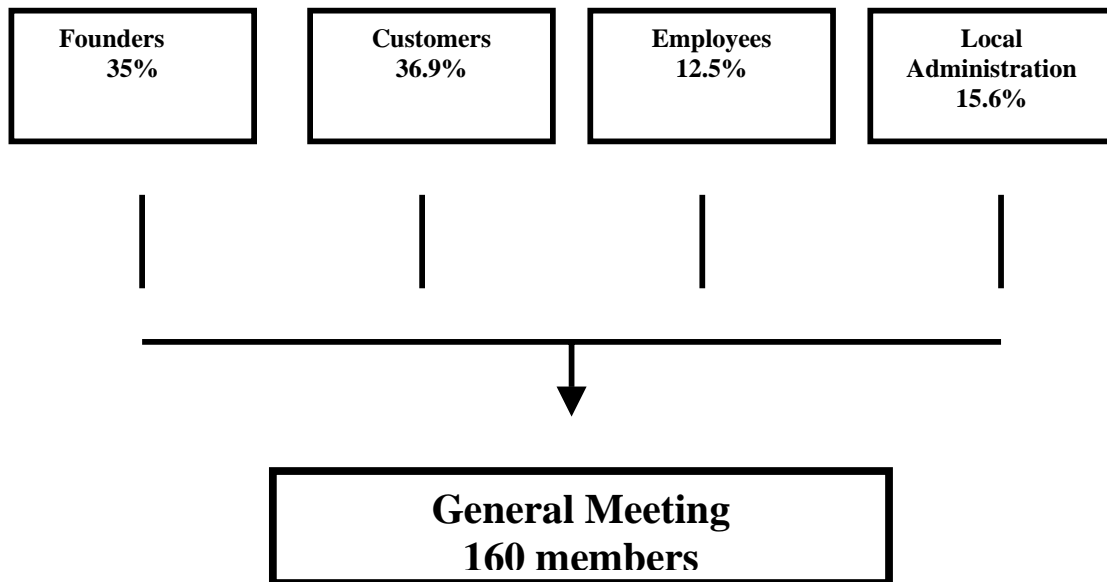 Founders
35%
Customers
36.9%
Employees
12.5%
Local
Administration
15.6%
General Meeting
160 members